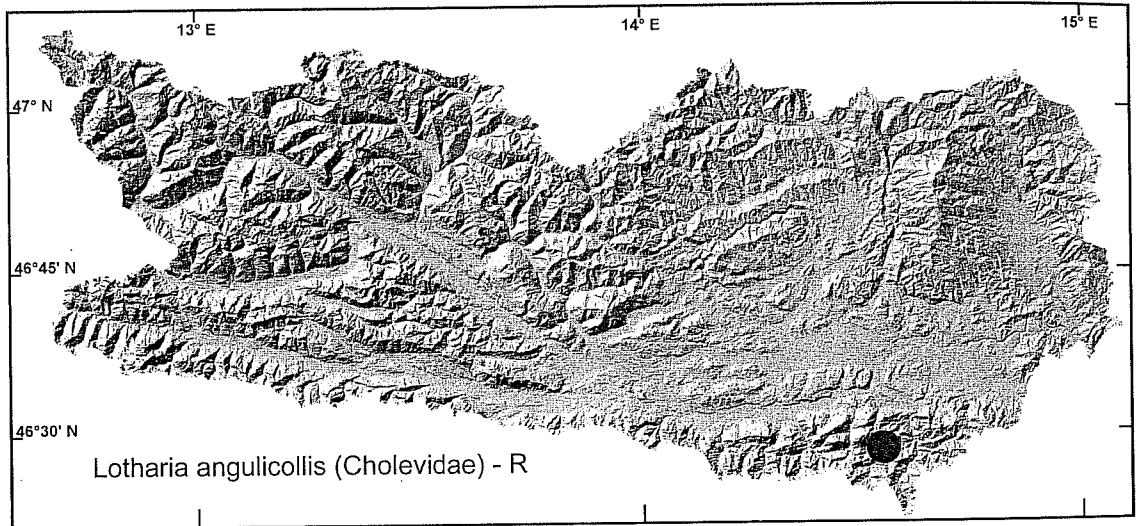 13° E
14° E
15° E
47° N
46°45' N
46°30' N
Lotharia angulicollis (Cholevidae) - R